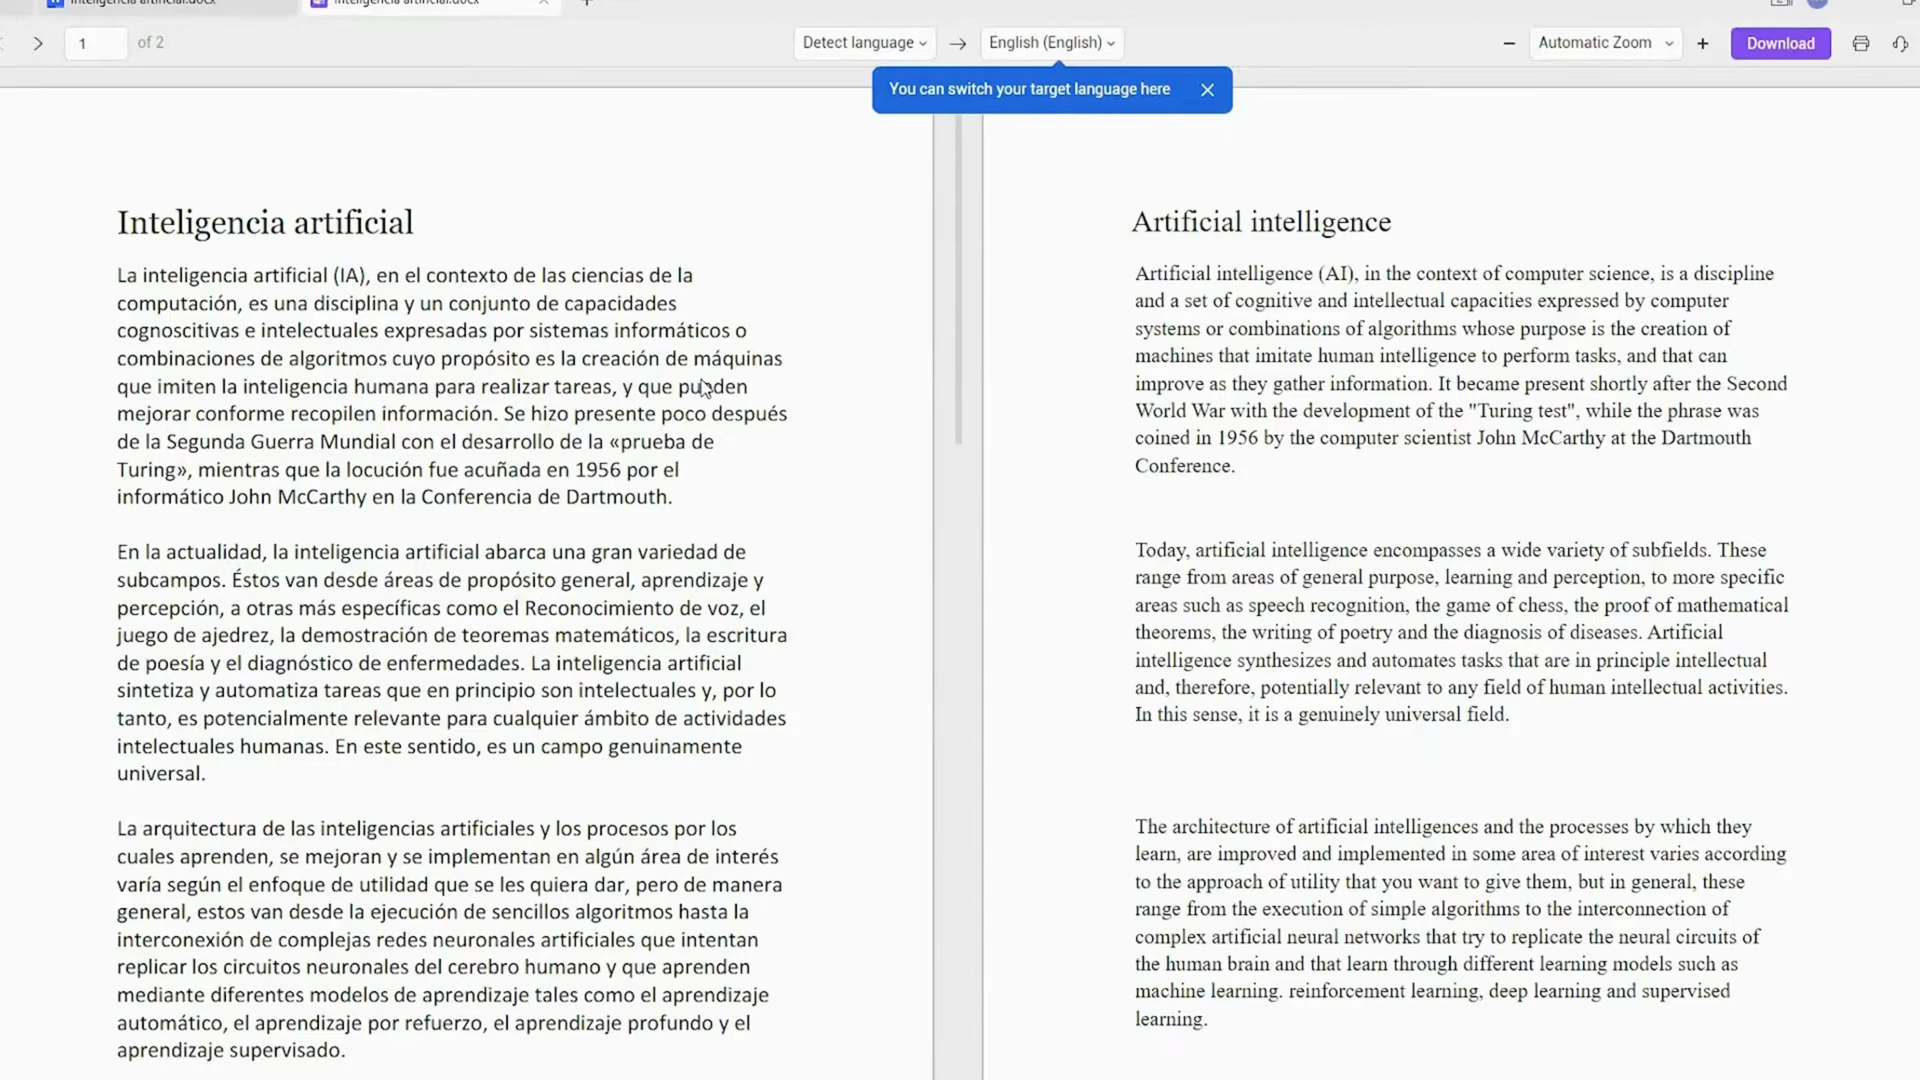 inteligencia artificial.docx
inteligencia artificial.docx
1 of 2
Detect language
English (English)
Automatic Zoom
Download
You can switch your target language here
Inteligencia artificial
La inteligencia artificial (IA), en el contexto de las ciencias de la
computación, es una disciplina y un conjunto de capacidades
cognoscitivas e intelectuales expresadas por sistemas informáticos o
combinaciones de algoritmos cuyo propósito es la creación de máquinas
que imiten la inteligencia humana para realizar tareas, y que pueden
mejorar conforme recopilen información. Se hizo presente poco después
de la Segunda Guerra Mundial con el desarrollo de la «prueba de
Turing», mientras que la locución fue acuñada en 1956 por el
informático John McCarthy en la Conferencia de Dartmouth.
En la actualidad, la inteligencia artificial abarca una gran variedad de
subcampos. Éstos van desde áreas de propósito general, aprendizaje y
percepción, a otras más específicas como el Reconocimiento de voz, el
juego de ajedrez, la demostración de teoremas matemáticos, la escritura
de poesía y el diagnóstico de enfermedades. La inteligencia artificial
sintetiza y automatiza tareas que en principio son intelectuales y, por lo
tanto, es potencialmente relevante para cualquier ámbito de actividades
intelectuales humanas. En este sentido, es un campo genuinamente
universal.
La arquitectura de las inteligencias artificiales y los procesos por los
cuales aprenden, se mejoran y se implementan en algún área de interés
varía según el enfoque de utilidad que se les quiera dar, pero de manera
general, estos van desde la ejecución de sencillos algoritmos hasta la
interconexión de complejas redes neuronales artificiales que intentan
replicar los circuitos neuronales del cerebro humano y que aprenden
mediante diferentes modelos de aprendizaje tales como el aprendizaje
automático, el aprendizaje por refuerzo, el aprendizaje profundo y el
aprendizaje supervisado.
Artificial intelligence
Artificial intelligence (AI), in the context of computer science, is a discipline
and a set of cognitive and intellectual capacities expressed by computer
systems or combinations of algorithms whose purpose is the creation of
machines that imitate human intelligence to perform tasks, and that can
improve as they gather information. It became present shortly after the Second
World War with the development of the "Turing test", while the phrase was
coined in 1956 by the computer scientist John McCarthy at the Dartmouth
Conference.
Today, artificial intelligence encompasses a wide variety of subfields. These
range from areas of general purpose, learning and perception, to more specific
areas such as speech recognition, the game of chess, the proof of mathematical
theorems, the writing of poetry and the diagnosis of diseases. Artificial
intelligence synthesizes and automates tasks that are in principle intellectual
and, therefore, potentially relevant to any field of human intellectual activities.
In this sense, it is a genuinely universal field.
The architecture of artificial intelligences and the processes by which they
learn, are improved and implemented in some area of interest varies according
to the approach of utility that you want to give them, but in general, these
range from the execution of simple algorithms to the interconnection of
complex artificial neural networks that try to replicate the neural circuits of
the human brain and that learn through different learning models such as
machine learning. reinforcement learning, deep learning and supervised
learning.